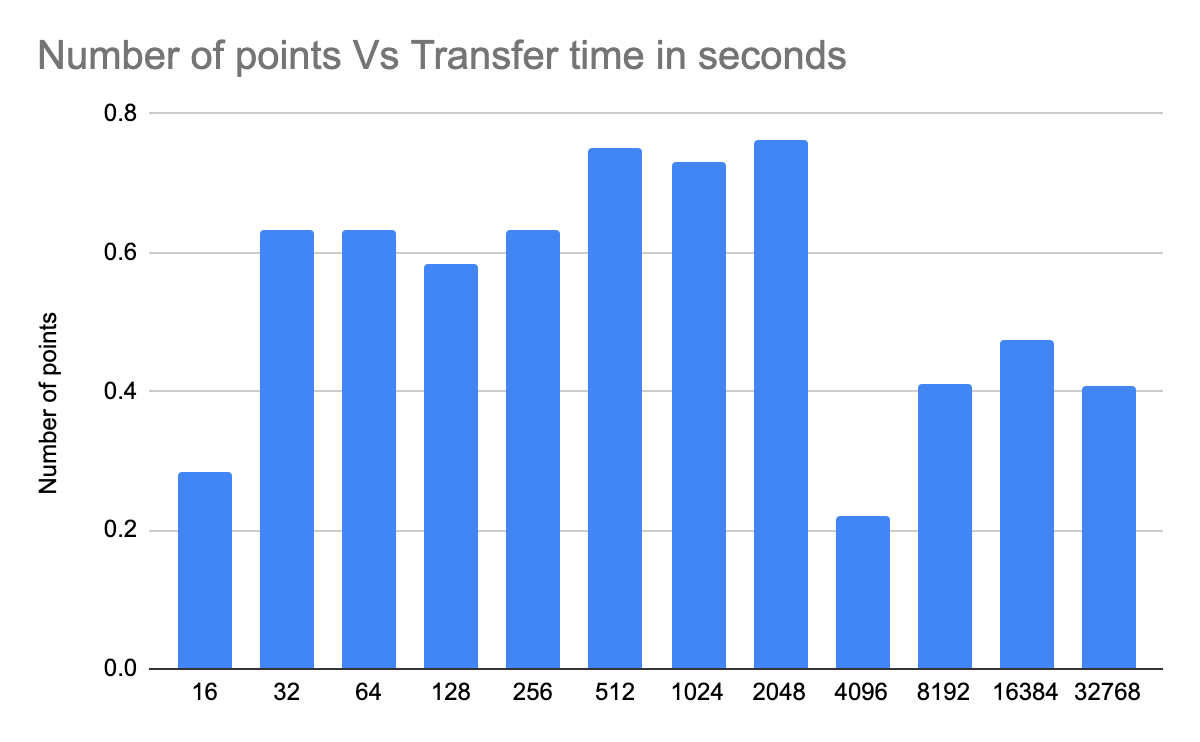 Number of points Vs Transfer time in seconds
0.8
0.6
0.4
0.2
0.0
Number of points
16 32 64 128 256 512 1024 2048 4096 8192 16384 32768